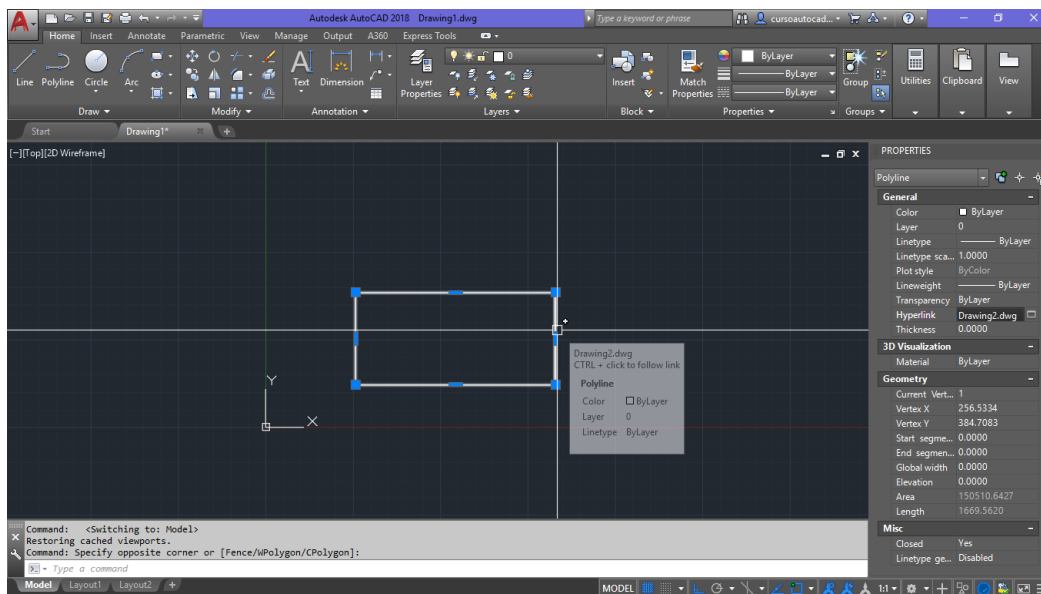 Autodesk AutoCAD 2018 Drawing1.dwg
Type a keyword or phrase
cursoautocad...
Home Insert Annotate Parametric View Manage Output A360 Express Tools
Line Polyline Circle Arc
Text Dimension
Layer
Properties
0
Insert
Match
Properties
ByLayer
ByLayer
ByLayer
Group
Utilities
Clipboard
View
Draw Modify Annotation Layers Block Properties Groups
Start Drawing1* +
[−][Top][2D Wireframe]
Y
X
Drawing2.dwg
CTRL + click to follow link
Polyline
Color ByLayer
Layer 0
Linetype ByLayer
PROPERTIES
Polyline
General
Color ByLayer
Layer 0
Linetype ByLayer
Linetype sca... 1.0000
Plot style ByColor
Lineweight ByLayer
Transparency ByLayer
Hyperlink Drawing2.dwg
Thickness 0.0000
3D Visualization
Material ByLayer
Geometry
Current Vert... 1
Vertex X 256.5334
Vertex Y 384.7083
Start segme... 0.0000
End segmen... 0.0000
Global width 0.0000
Elevation 0.0000
Area 150510.6427
Length 1669.5620
Misc
Closed Yes
Linetype ge... Disabled
Command: <Switching to: Model>
Restoring cached viewports.
Command: Specify opposite corner or [Fence/WPolygon/CPolygon]:
Type a command
Model Layout1 Layout2 +
MODEL
1:1